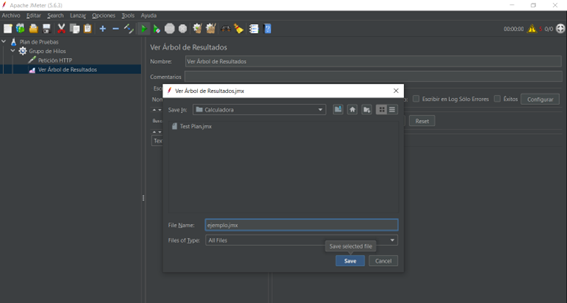 Apache JMeter (5.6.3)
Archivo Editar Search Lanzar Opciones Tools Ayuda
00:00:00 0/0
Plan de Pruebas
Grupo de Hilos
Petición HTTP
Ver Árbol de Resultados
Ver Árbol de Resultados
Nombre: Ver Árbol de Resultados
Comentarios
Escribir en Log Sólo Errores Éxitos Configurar
Reset
Ver Árbol de Resultados.jmx
Save In: Calculadora
Test Plan.jmx
File Name: ejemplo.jmx
Files of Type: All Files
Save selected file
Save Cancel